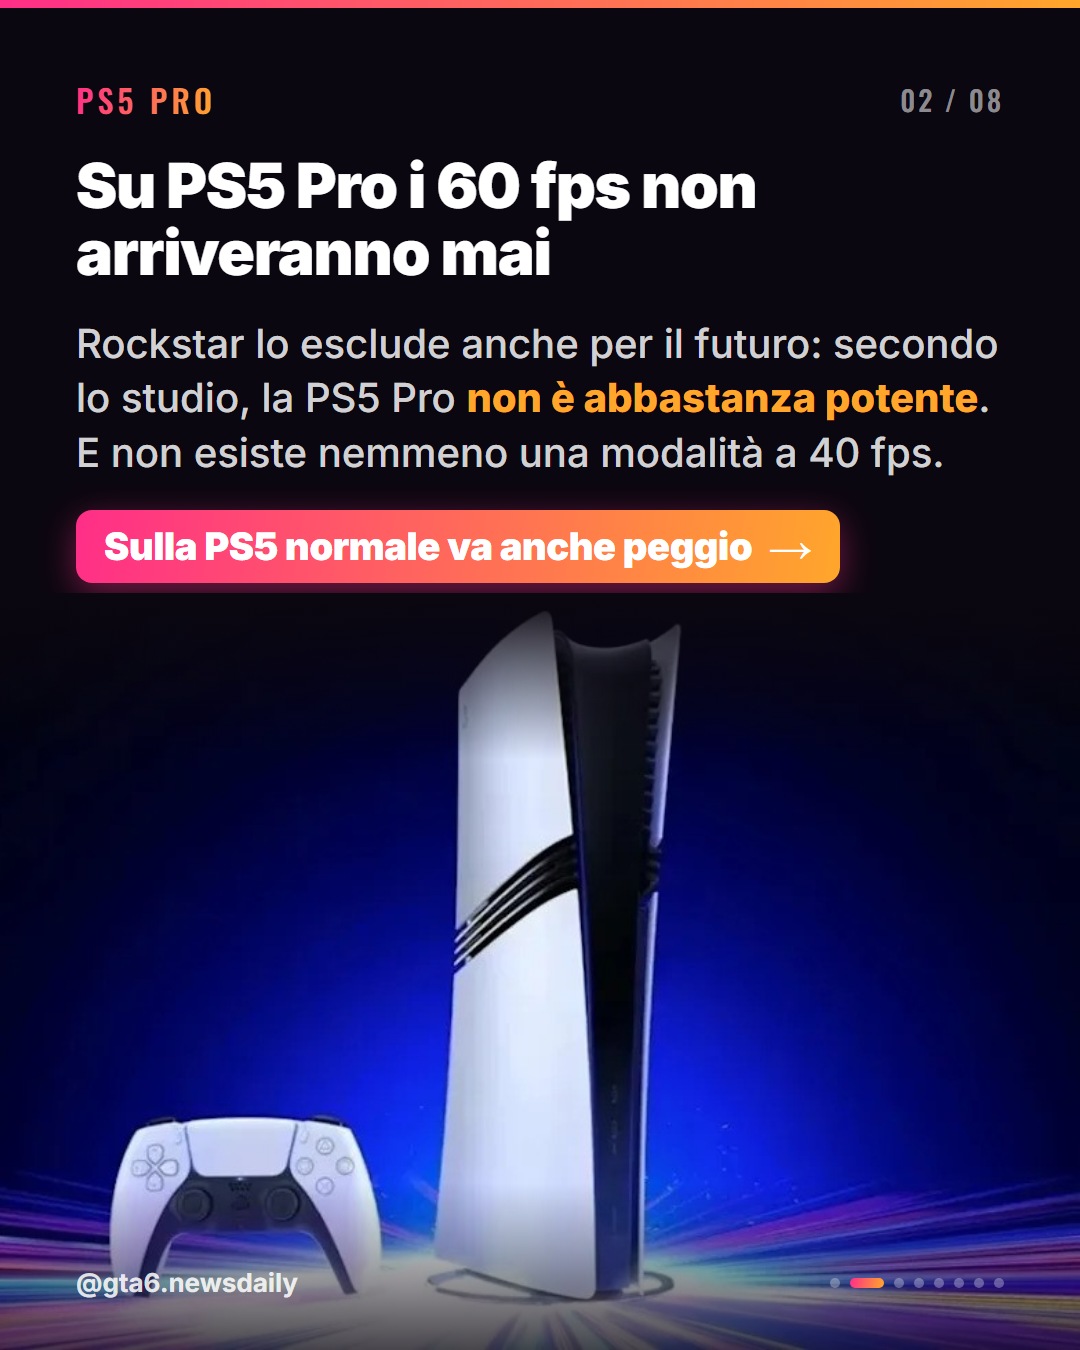 PS5 PRO
02 / 08
Su PS5 Pro i 60 fps non
arriveranno mai
Rockstar lo esclude anche per il futuro: secondo
lo studio, la PS5 Pro non è abbastanza potente.
E non esiste nemmeno una modalità a 40 fps.
Sulla PS5 normale va anche peggio →
@gta6.newsdaily